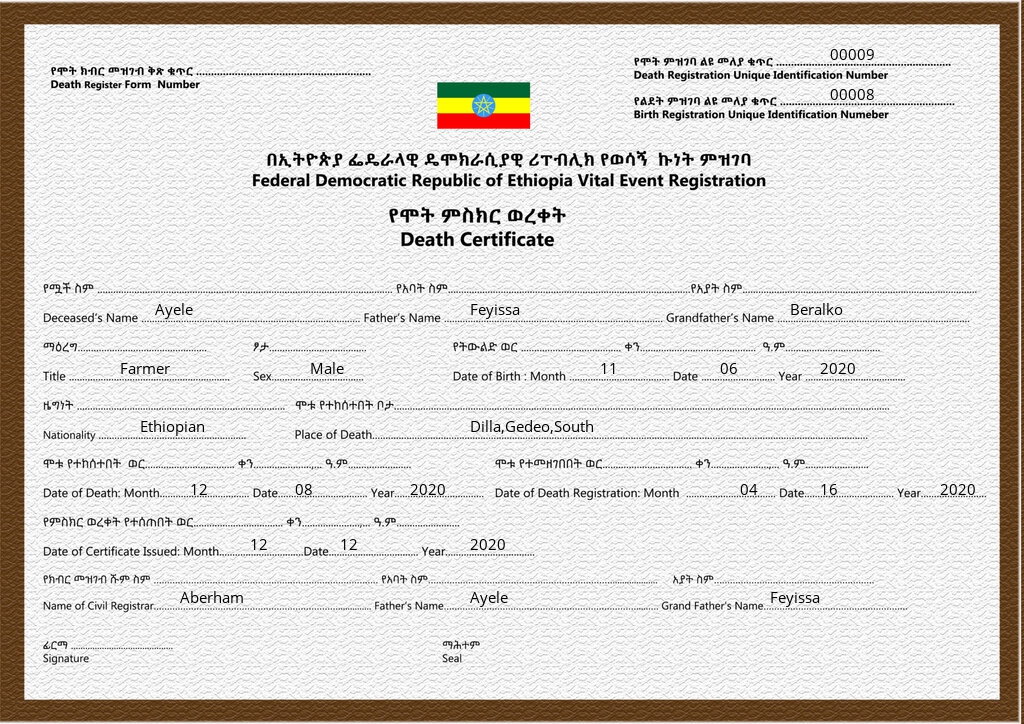 የሞት ክብር መዝገብ ቅጽ ቁጥር ....................................................
Death Register Form Number
የሞት ምዝገባ ልዩ መለያ ቁጥር .................... 00009 ....................
Death Registration Unique Identification Number
የልደት ምዝገባ ልዩ መለያ ቁጥር .................... 00008 ....................
Birth Registration Unique Identification Numeber
በኢትዮጵያ ፌዴራላዊ ዴሞክራሲያዊ ሪፐብሊክ የወሳኝ ኩነት ምዝገባ
Federal Democratic Republic of Ethiopia Vital Event Registration
የሞት ምስክር ወረቀት
Death Certificate
የሟች ስም .................... የአባት ስም .................... የአያት ስም ....................
Deceased's Name .... Ayele .................... Father's Name .... Feyissa .................... Grandfather's Name .... Beralko ....................
ማዕረግ .................... ፆታ .................... የትውልድ ወር .................... ቀን .................... ዓ.ም ....................
Title .......... Farmer .......... Sex .......... Male .......... Date of Birth : Month .......... 11 .......... Date .... 06 .......... Year .... 2020 ..........
ዜግነት .................... ሞቱ የተከሰተበት ቦታ ....................
Nationality .......... Ethiopian .......... Place of Death .......... Dilla,Gedeo,South ....................
ሞቱ የተከሰተበት ወር .................... ቀን .................... ዓ.ም .................... ሞቱ የተመዘገበበት ወር .................... ቀን .................... ዓ.ም ....................
Date of Death: Month .......... 12 .......... Date .... 08 .......... Year .... 2020 .......... Date of Death Registration: Month .......... 04 .... Date .... 16 .......... Year .... 2020
የምስክር ወረቀት የተሰጠበት ወር .................... ቀን .................... ዓ.ም ....................
Date of Certificate Issued: Month .......... 12 .......... Date .... 12 .......... Year .... 2020 ..........
የክብር መዝገብ ሹም ስም .................... የአባት ስም .................... አያት ስም ....................
Name of Civil Registrar .......... Aberham .......... Father's Name .......... Ayele .......... Grand Father's Name Feyissa ..........
ፊርማ .................... ማሕተም
Signature Seal